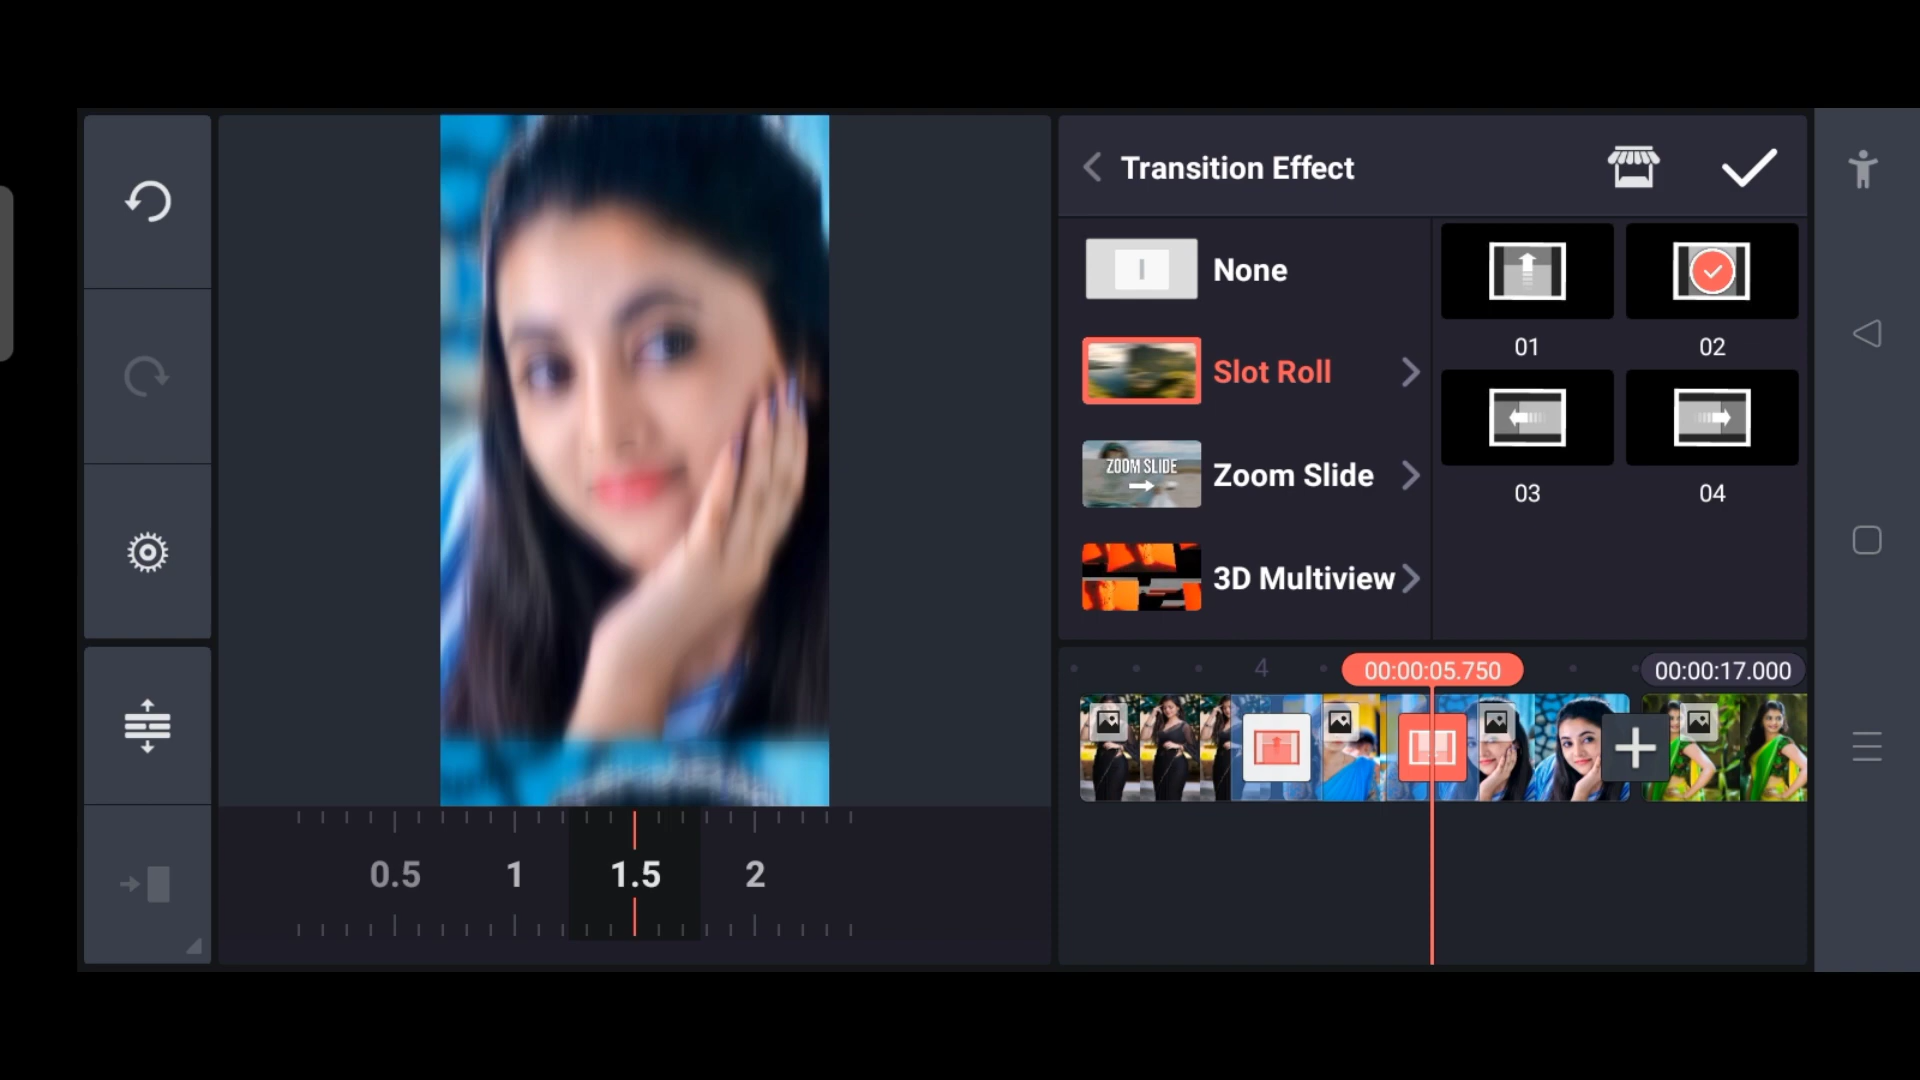 Transition Effect
None
01
02
Slot Roll
ZOOM SLIDE
Zoom Slide
03
04
3D Multiview
4
00:00:05.750
00:00:17.000
0.5
1
1.5
2